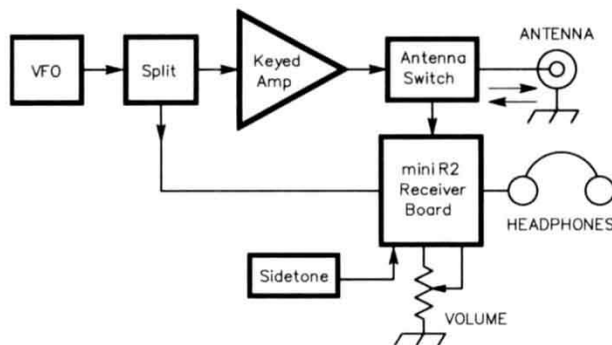 ANTENNA
VFO
Split
Keyed
Amp
Antenna
Switch
mini R2
Receiver
Board
HEADPHONES
Sidetone
VOLUME